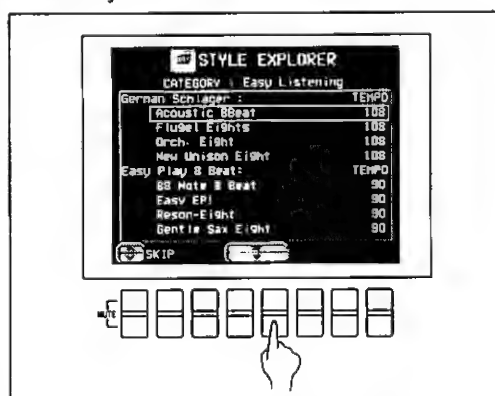 STYLE EXPLORER
CATEGORY : Easy Listening
German Schlager : TEMPO
Acoustic 8Beat 108
Flugel Eights 108
Orch. Eight 108
New Unison Eight 108
Easy Play 8 Beat: TEMPO
88 Note 8 Beat 90
Easy EP! 90
Reson-Eight 90
Gentle Sax Eight 90
SKIP
MUTE